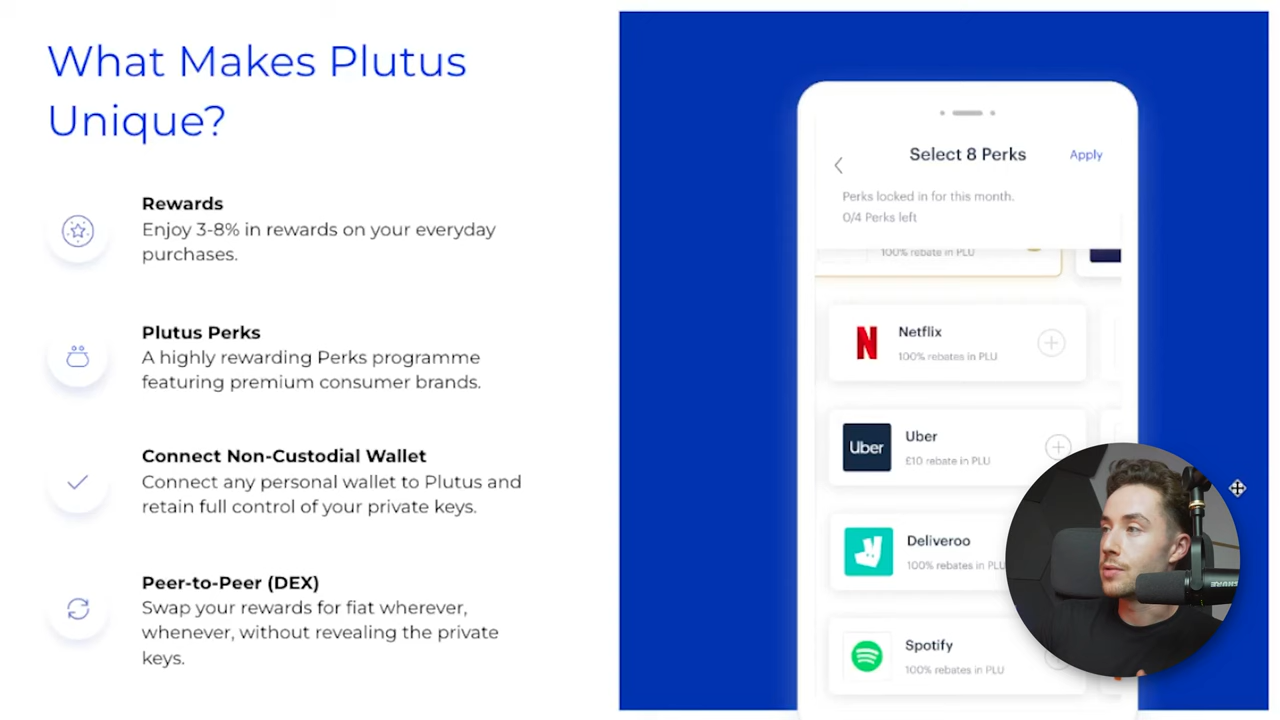 What Makes Plutus
Unique?
Rewards
Enjoy 3-8% in rewards on your everyday
purchases.
Plutus Perks
A highly rewarding Perks programme
featuring premium consumer brands.
Connect Non-Custodial Wallet
Connect any personal wallet to Plutus and
retain full control of your private keys.
Peer-to-Peer (DEX)
Swap your rewards for fiat wherever,
whenever, without revealing the private
keys.
Select 8 Perks
Apply
Perks locked in for this month.
0/4 Perks left
100% rebate in PLU
Netflix
100% rebates in PLU
Uber
Uber
£10 rebate in PLU
Deliveroo
100% rebates in PLU
Spotify
100% rebates in PLU